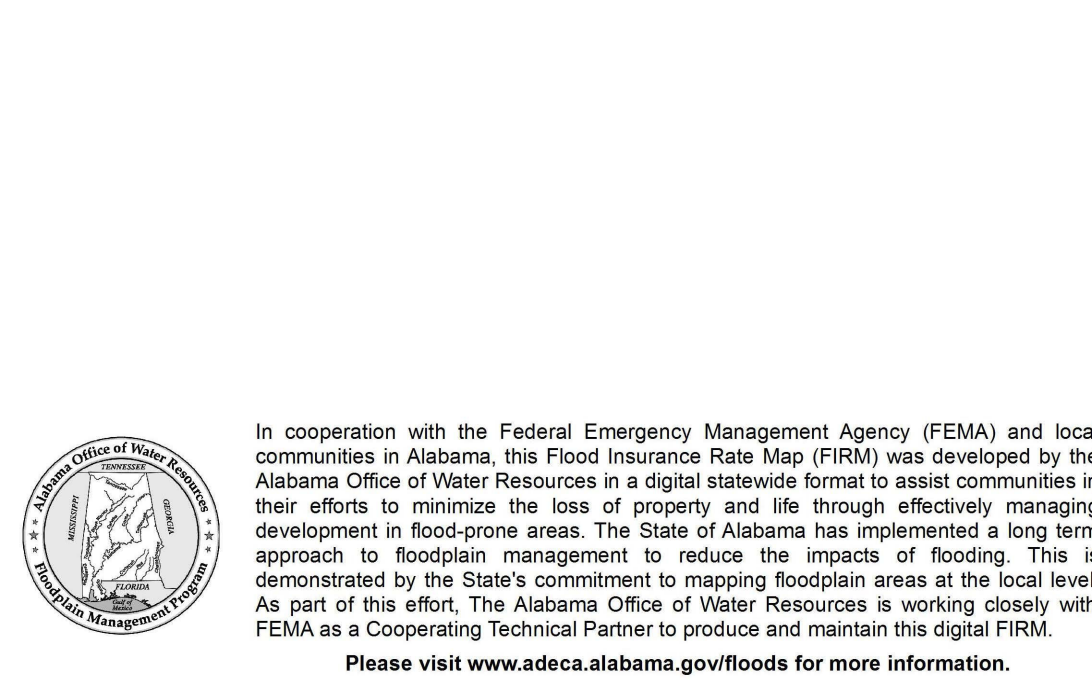 Alabama Office of Water Resources
TENNESSEE
MISSISSIPPI
GEORGIA
FLORIDA
Gulf of
Mexico
Floodplain Management Program
In cooperation with the Federal Emergency Management Agency (FEMA) and loca
communities in Alabama, this Flood Insurance Rate Map (FIRM) was developed by the
Alabama Office of Water Resources in a digital statewide format to assist communities in
their efforts to minimize the loss of property and life through effectively managing
development in flood-prone areas. The State of Alabama has implemented a long term
approach to floodplain management to reduce the impacts of flooding. This is
demonstrated by the State's commitment to mapping floodplain areas at the local level
As part of this effort, The Alabama Office of Water Resources is working closely with
FEMA as a Cooperating Technical Partner to produce and maintain this digital FIRM.
Please visit www.adeca.alabama.gov/floods for more information.